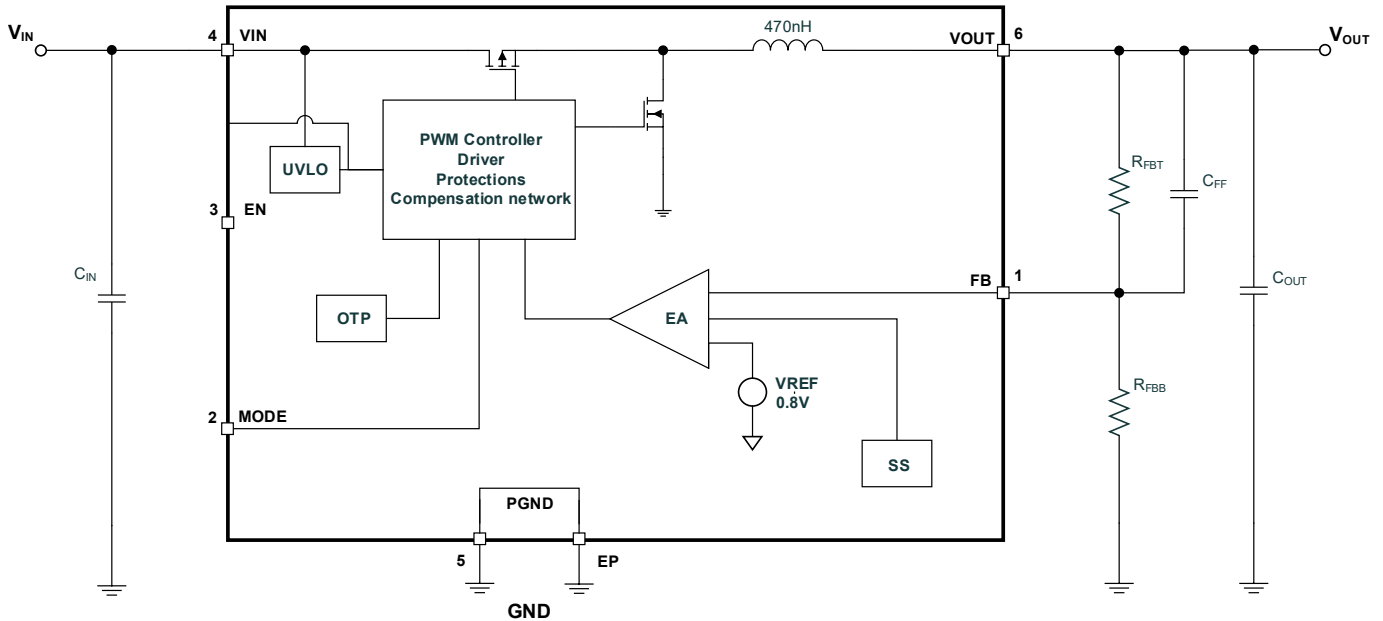 VIN
4
VIN
470nH
VOUT
6
VOUT
PWM Controller
Driver
Protections
Compensation network
UVLO
RFBT
CFF
3
EN
CIN
FB
1
COUT
OTP
EA
VREF
0.8V
RFBB
2
MODE
SS
PGND
5
EP
GND